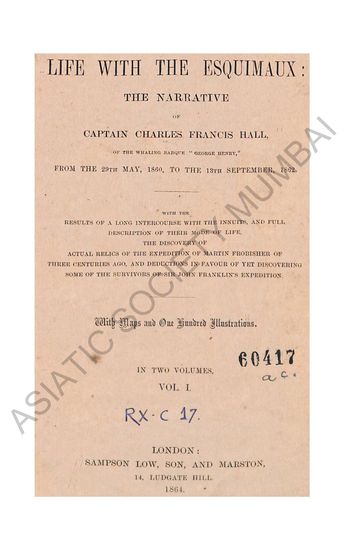 LIFE WITH THE ESQUIMAUX:
THE NARRATIVE
OF
CAPTAIN CHARLES FRANCIS HALL,
OF THE WHALING BARQUE "GEORGE HENRY,"
FROM THE 29TH MAY, 1860, TO THE 13TH SEPTEMBER, 1862.
WITH THE
RESULTS OF A LONG INTERCOURSE WITH THE INNUITS, AND FULL
DESCRIPTION OF THEIR MODE OF LIFE,
THE DISCOVERY OF
ACTUAL RELICS OF THE EXPEDITION OF MARTIN FROBISHER OF
THREE CENTURIES AGO, AND DEDUCTIONS IN FAVOUR OF YET DISCOVERING
SOME OF THE SURVIVORS OF SIR JOHN FRANKLIN'S EXPEDITION.
With Maps and One Hundred Illustrations.
IN TWO VOLUMES,
VOL. I.
60417
a c.
RX-C 17.
LONDON:
SAMPSON LOW, SON, AND MARSTON,
14, LUDGATE HILL.
1864.
ASIATIC SOCIETY MUMBAI